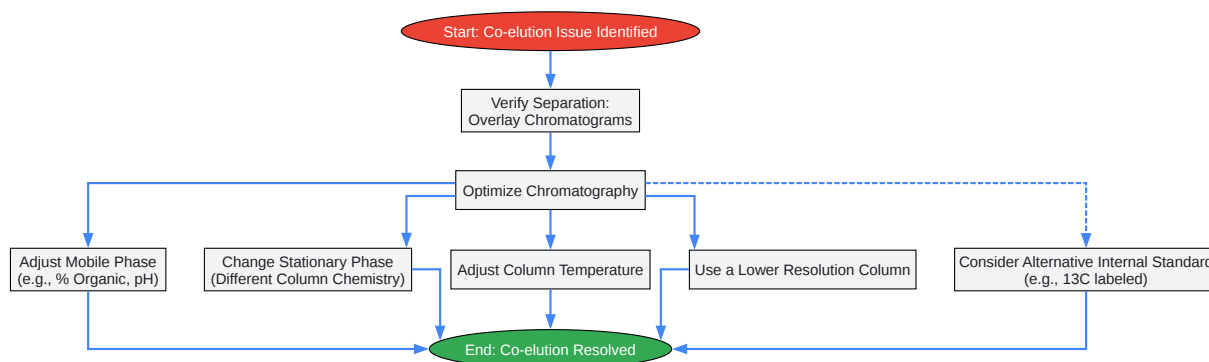 Start: Co-elution Issue Identified
Verify Separation:
Overlay Chromatograms
Optimize Chromatography
Adjust Mobile Phase
(e.g., % Organic, pH)
Change Stationary Phase
(Different Column Chemistry)
Adjust Column Temperature
Use a Lower Resolution Column
Consider Alternative Internal Standard
(e.g., 13C labeled)
End: Co-elution Resolved